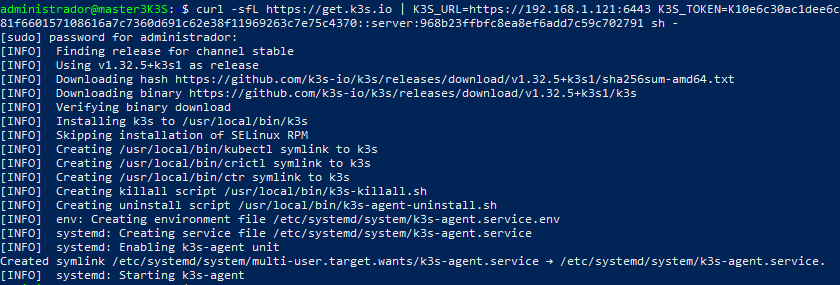 administrador@master3K3S: $ curl -sfL https://get.k3s.io | K3S_URL=https://192.168.1.121:6443 K3S_TOKEN=K10e6c30ac1dee6c
81f660157108616a7c7360d691c62e38f11969263c7e75c4370::server:968b23ffbfc8ea8ef6add7c59c702791 sh -
[sudo] password for administrador:
[INFO]  Finding release for channel stable
[INFO]  Using v1.32.5+k3s1 as release
[INFO]  Downloading hash https://github.com/k3s-io/k3s/releases/download/v1.32.5+k3s1/sha256sum-amd64.txt
[INFO]  Downloading binary https://github.com/k3s-io/k3s/releases/download/v1.32.5+k3s1/k3s
[INFO]  Verifying binary download
[INFO]  Installing k3s to /usr/local/bin/k3s
[INFO]  Skipping installation of SELinux RPM
[INFO]  Creating /usr/local/bin/kubectl symlink to k3s
[INFO]  Creating /usr/local/bin/crictl symlink to k3s
[INFO]  Creating /usr/local/bin/ctr symlink to k3s
[INFO]  Creating killall script /usr/local/bin/k3s-killall.sh
[INFO]  Creating uninstall script /usr/local/bin/k3s-agent-uninstall.sh
[INFO]  env: Creating environment file /etc/systemd/system/k3s-agent.service.env
[INFO]  systemd: Creating service file /etc/systemd/system/k3s-agent.service
[INFO]  systemd: Enabling k3s-agent unit
Created symlink /etc/systemd/system/multi-user.target.wants/k3s-agent.service → /etc/systemd/system/k3s-agent.service.
[INFO]  systemd: Starting k3s-agent